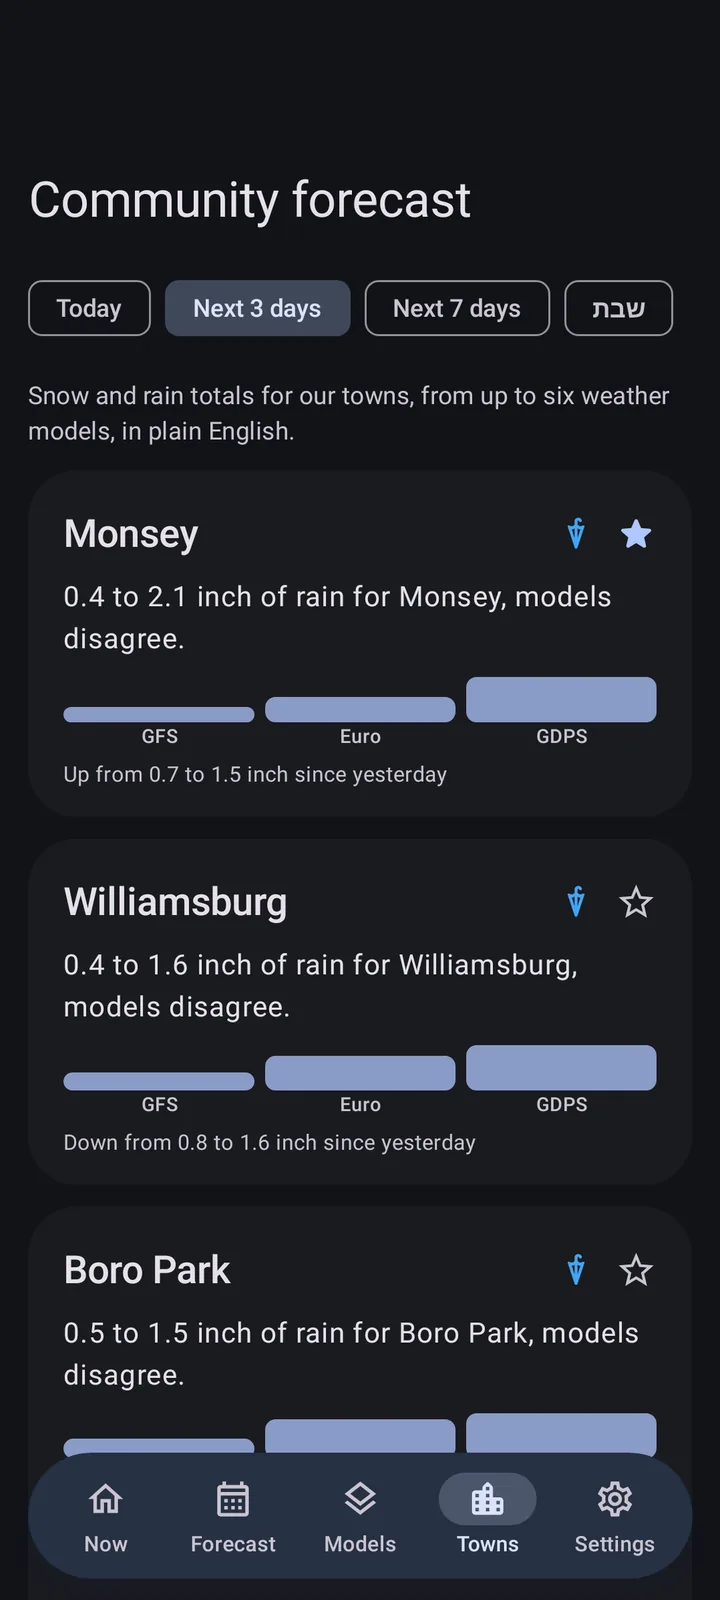 Community forecast
Today
Next 3 days
Next 7 days
שבת
Snow and rain totals for our towns, from up to six weather
models, in plain English.
Monsey
0.4 to 2.1 inch of rain for Monsey, models
disagree.
GFS
Euro
GDPS
Up from 0.7 to 1.5 inch since yesterday
Williamsburg
0.4 to 1.6 inch of rain for Williamsburg,
models disagree.
GFS
Euro
GDPS
Down from 0.8 to 1.6 inch since yesterday
Boro Park
0.5 to 1.5 inch of rain for Boro Park, models
disagree.
Now
Forecast
Models
Towns
Settings